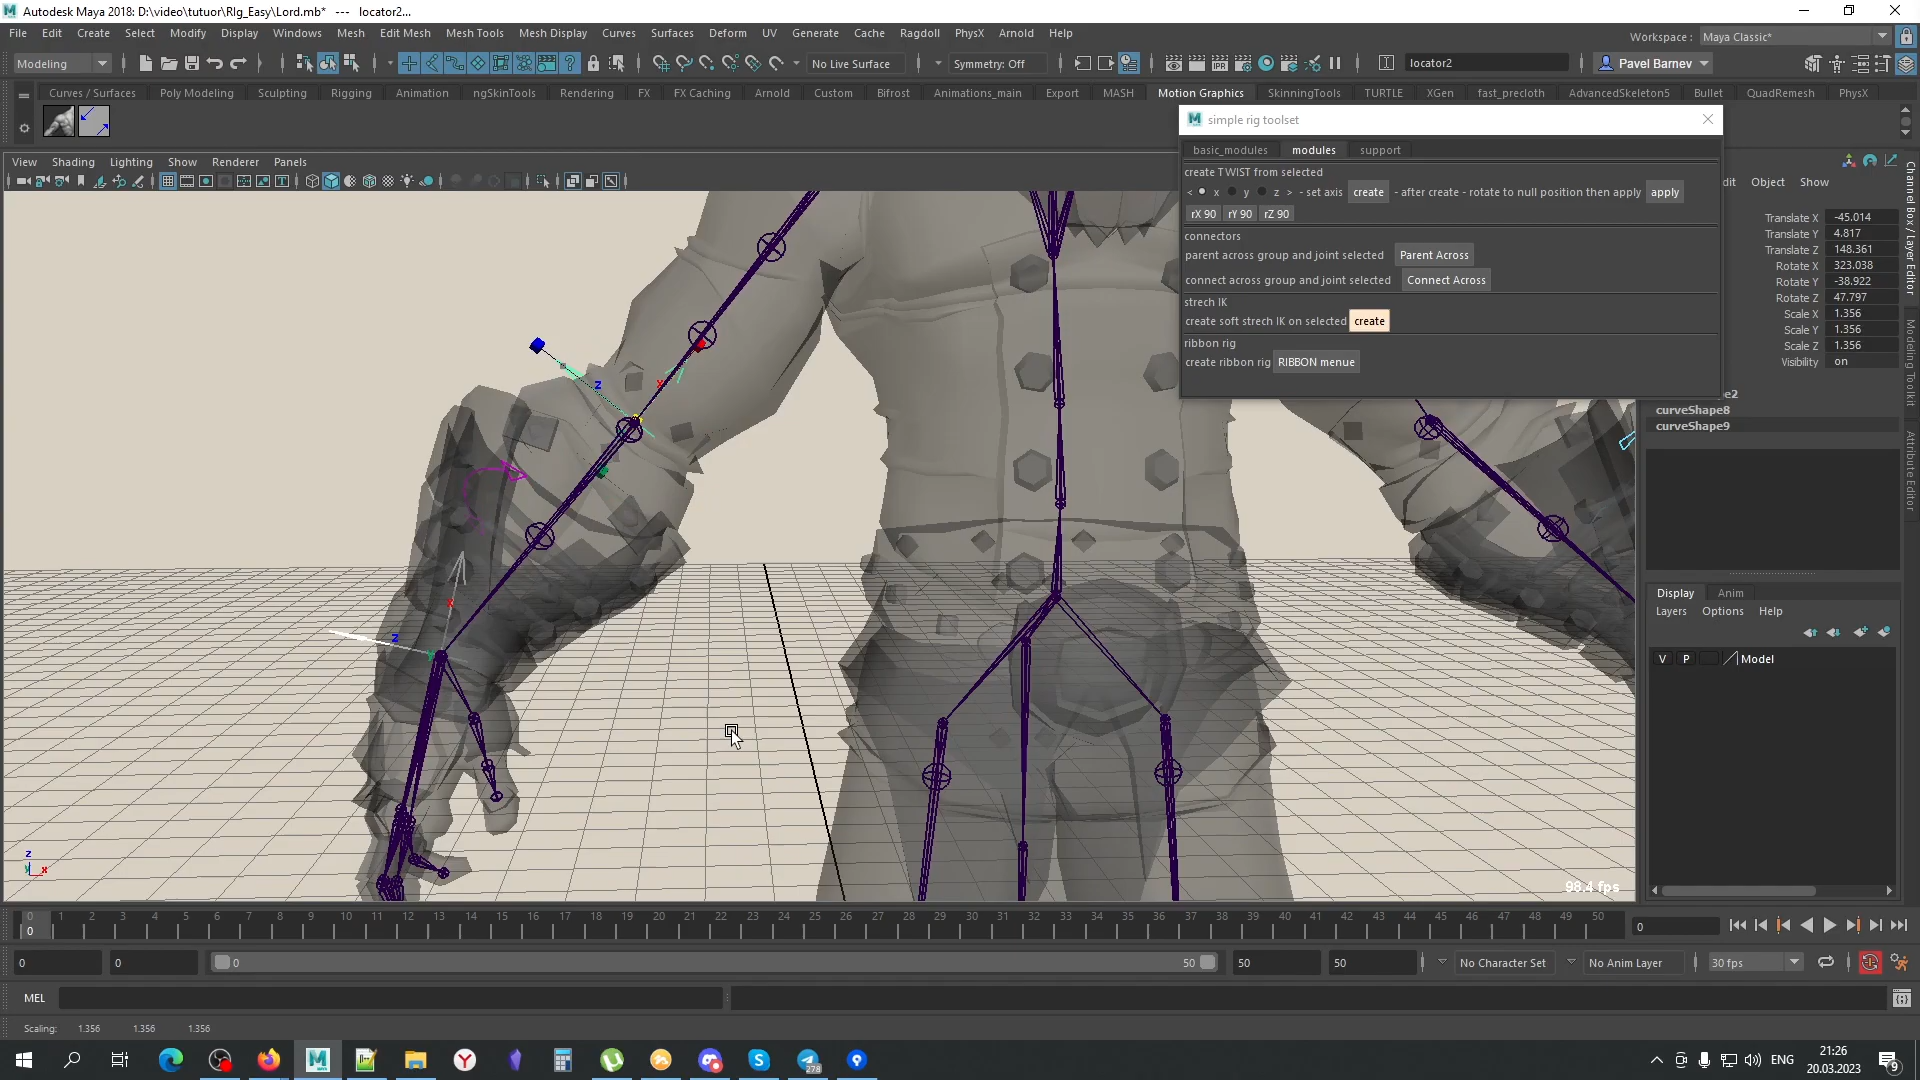 Autodesk Maya 2018: D:\video\tutuor\RIg_Easy\Lord.mb* --- locator2...
File Edit Create Select Modify Display Windows Mesh Edit Mesh Mesh Tools Mesh Display Curves Surfaces Deform UV Generate Cache Ragdoll PhysX Arnold Help
Workspace : Maya Classic*
Modeling No Live Surface Symmetry: Off locator2 Pavel Barnev
Curves / Surfaces Poly Modeling Sculpting Rigging Animation ngSkinTools Rendering FX FX Caching Arnold Custom Bifrost Animations_main Export MASH Motion Graphics SkinningTools TURTLE XGen fast_precloth AdvancedSkeleton5 Bullet QuadRemesh PhysX
simple rig toolset
basic_modules modules support
create TWIST from selected
< x y z > - set axis create - after create - rotate to null position then apply apply
rX 90 rY 90 rZ 90
connectors
parent across group and joint selected Parent Across
connect across group and joint selected Connect Across
strech IK
create soft strech IK on selected create
ribbon rig
create ribbon rig RIBBON menue
View Shading Lighting Show Renderer Panels
dit Object Show
Translate X -45.014
Translate Y 4.817
Translate Z 148.361
Rotate X 323.038
Rotate Y -38.922
Rotate Z 47.797
Scale X 1.356
Scale Y 1.356
Scale Z 1.356
Visibility on
e2
curveShape8
curveShape9
Channel Box / Layer Editor
Modeling Toolkit
Attribute Editor
Display Anim
Layers Options Help
V P Model
z
x
x
z
y
z
y x
98.4 fps
0 1 2 3 4 5 6 7 8 9 10 11 12 13 14 15 16 17 18 19 20 21 22 23 24 25 26 27 28 29 30 31 32 33 34 35 36 37 38 39 40 41 42 43 44 45 46 47 48 49 50
0 0
0 0 0 50 50 50 No Character Set No Anim Layer 30 fps
MEL
Scaling: 1.356 1.356 1.356
278
ENG
21:26
20.03.2023
9